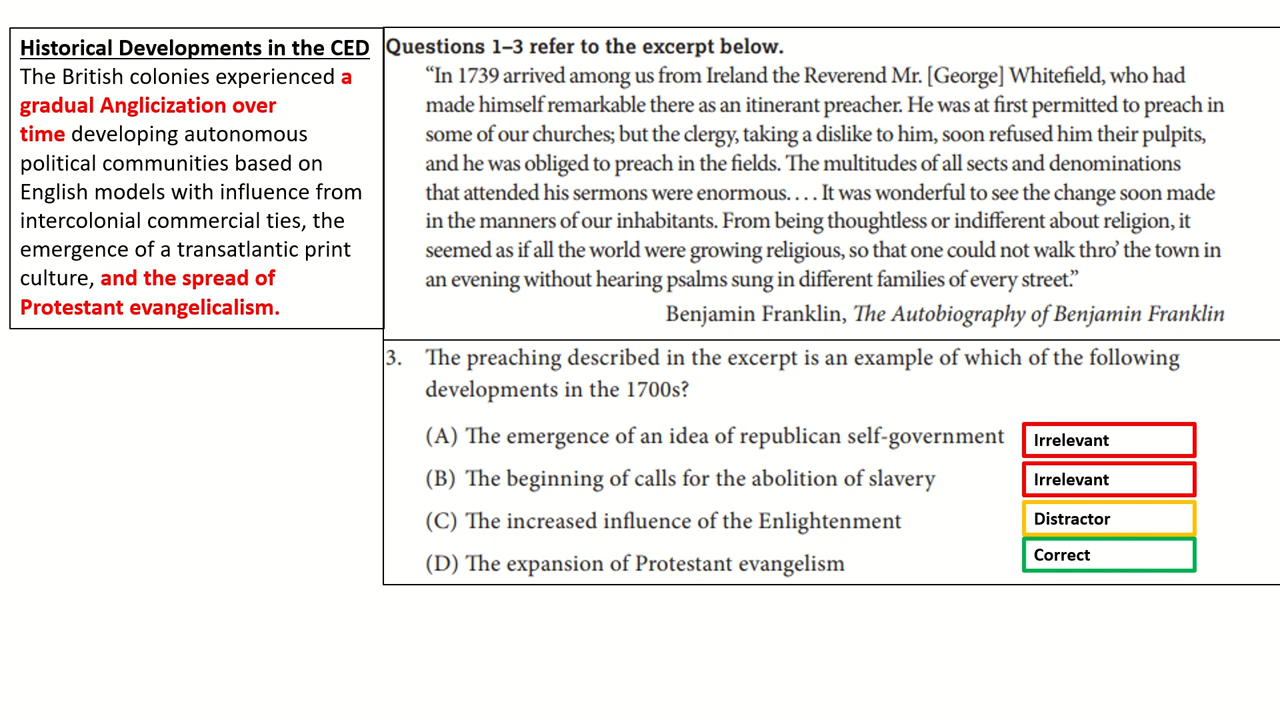 Historical Developments in the CED
The British colonies experienced a
gradual Anglicization over
time developing autonomous
political communities based on
English models with influence from
intercolonial commercial ties, the
emergence of a transatlantic print
culture, and the spread of
Protestant evangelicalism.
Questions 1–3 refer to the excerpt below.
“In 1739 arrived among us from Ireland the Reverend Mr. [George] Whitefield, who had
made himself remarkable there as an itinerant preacher. He was at first permitted to preach in
some of our churches; but the clergy, taking a dislike to him, soon refused him their pulpits,
and he was obliged to preach in the fields. The multitudes of all sects and denominations
that attended his sermons were enormous. . . . It was wonderful to see the change soon made
in the manners of our inhabitants. From being thoughtless or indifferent about religion, it
seemed as if all the world were growing religious, so that one could not walk thro’ the town in
an evening without hearing psalms sung in different families of every street.”
Benjamin Franklin, The Autobiography of Benjamin Franklin
3. The preaching described in the excerpt is an example of which of the following
developments in the 1700s?
(A) The emergence of an idea of republican self-government
Irrelevant
(B) The beginning of calls for the abolition of slavery
Irrelevant
(C) The increased influence of the Enlightenment
Distractor
(D) The expansion of Protestant evangelism
Correct